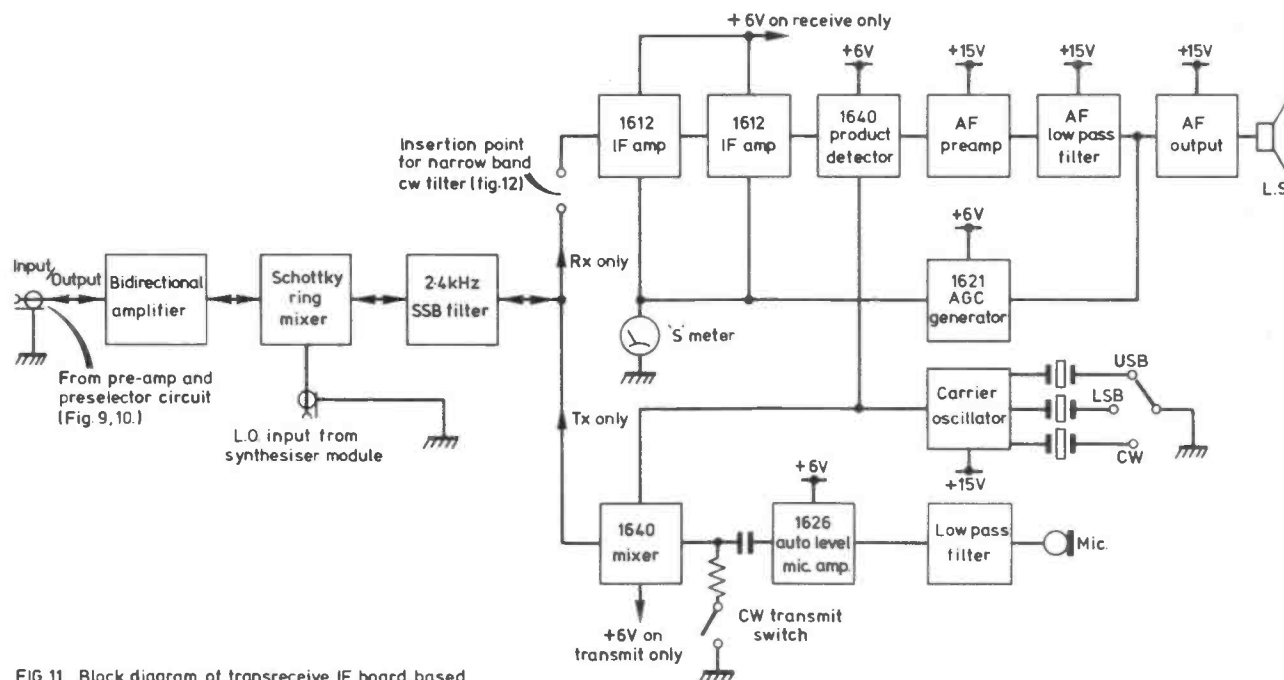 +6V on receive only
+6V
+15V
+15V
+15V
1612
IF amp
1612
IF amp
1640
product
detector
AF
preamp
AF
low pass
filter
AF
output
Insertion point
for narrow band
cw filter (fig.12)
+6V
Input/Output
Bidirectional
amplifier
Schottky
ring
mixer
2·4kHz
SSB filter
Rx only
1621
AGC
generator
'S' meter
From pre-amp and
preselector circuit
(Fig. 9,10.)
L.O. input from
synthesiser module
Tx only
Carrier
oscillator
USB
LSB
CW
+15V
+6V
1640
mixer
1626
auto level
mic. amp.
Low pass
filter
Mic.
+6V on
transmit only
CW transmit
switch
FIG 11. Block diagram of transreceive IF board based